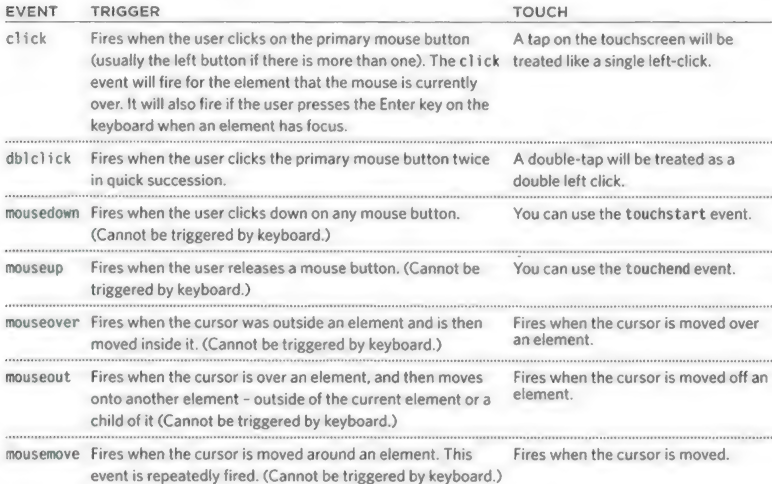 EVENT TRIGGER TOUCH
click Fires when the user clicks on the primary mouse button A tap on the touchscreen will be
(usually the left button if there is more than one). The click treated like a single left-click.
event will fire for the element that the mouse is currently
over. It will also fire if the user presses the Enter key on the
keyboard when an element has focus.
dblclick Fires when the user clicks the primary mouse button twice A double-tap will be treated as a
in quick succession. double left click.
mousedown Fires when the user clicks down on any mouse button. You can use the touchstart event.
(Cannot be triggered by keyboard.)
mouseup Fires when the user releases a mouse button. (Cannot be You can use the touchend event.
triggered by keyboard.)
mouseover Fires when the cursor was outside an element and is then Fires when the cursor is moved over
moved inside it. (Cannot be triggered by keyboard.) an element.
mouseout Fires when the cursor is over an element, and then moves Fires when the cursor is moved off an
onto another element – outside of the current element or a element.
child of it (Cannot be triggered by keyboard.)
mousemove Fires when the cursor is moved around an element. This Fires when the cursor is moved.
event is repeatedly fired. (Cannot be triggered by keyboard.)